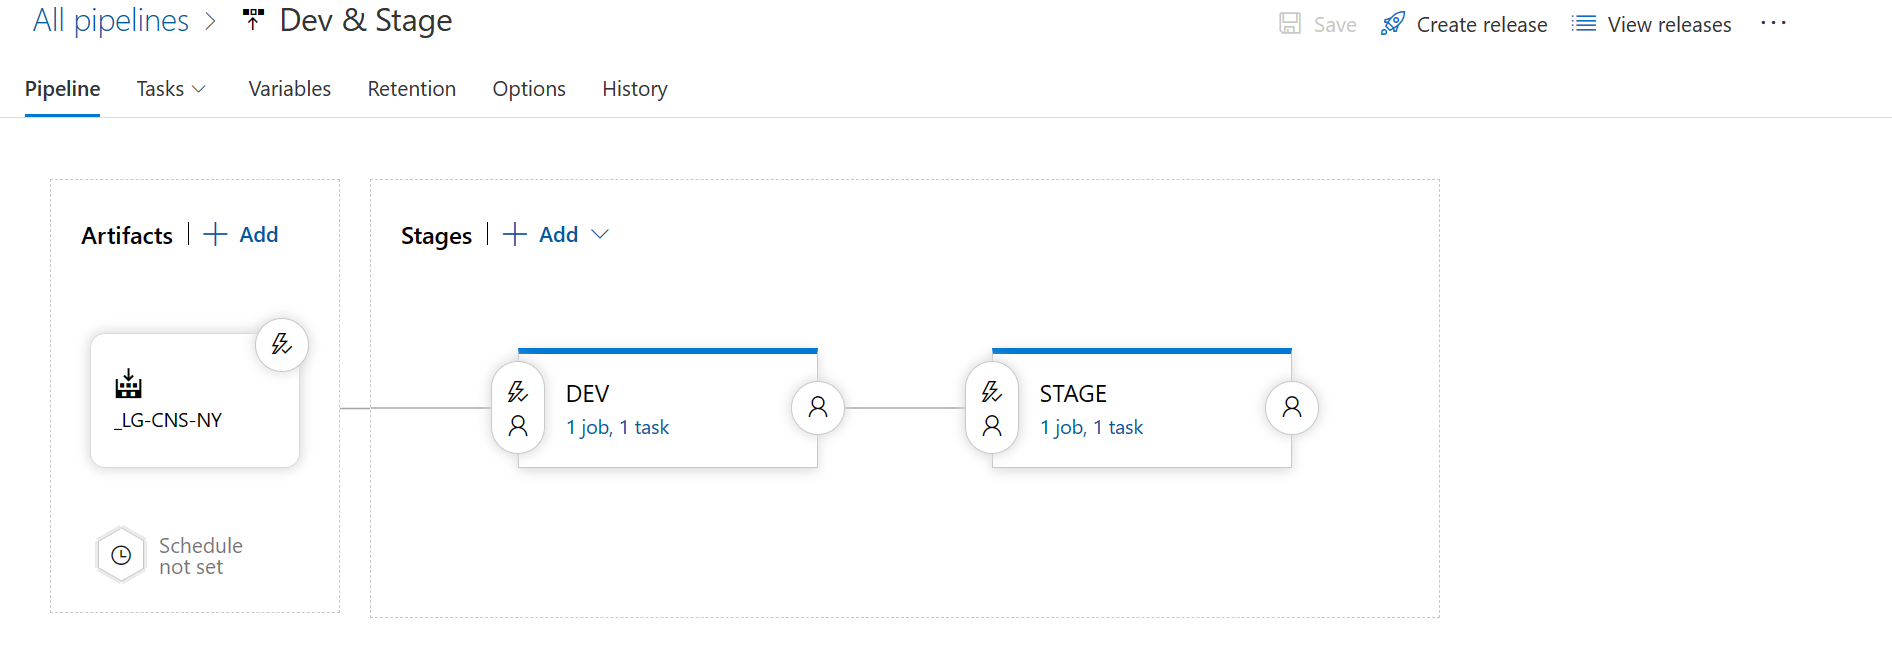 All pipelines > Dev & Stage
Save Create release View releases ...
Pipeline Tasks Variables Retention Options History
Artifacts | + Add
Stages | + Add
_LG-CNS-NY
DEV
1 job, 1 task
STAGE
1 job, 1 task
Schedule
not set